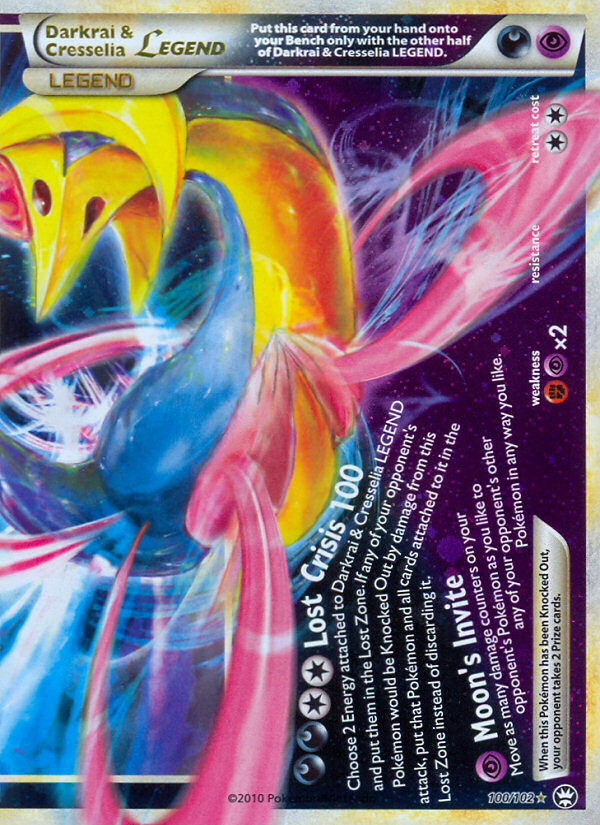 Darkrai &
Cresselia LEGEND
Put this card from your hand onto
your Bench only with the other half
of Darkrai & Cresselia LEGEND.
LEGEND
Lost Crisis 100
Choose 2 Energy attached to Darkrai & Cresselia LEGEND
and put them in the Lost Zone. If any of your opponent's
Pokémon would be Knocked Out by damage from this
attack, put that Pokémon and all cards attached to it in the
Lost Zone instead of discarding it.
Moon's Invite
Move as many damage counters on your
opponent's Pokémon as you like to
any of your opponent's other
Pokémon in any way you like.
weakness
×2
resistance
retreat cost
When this Pokémon has been Knocked Out,
your opponent takes 2 Prize cards.
©2010 Pokémon
100/102